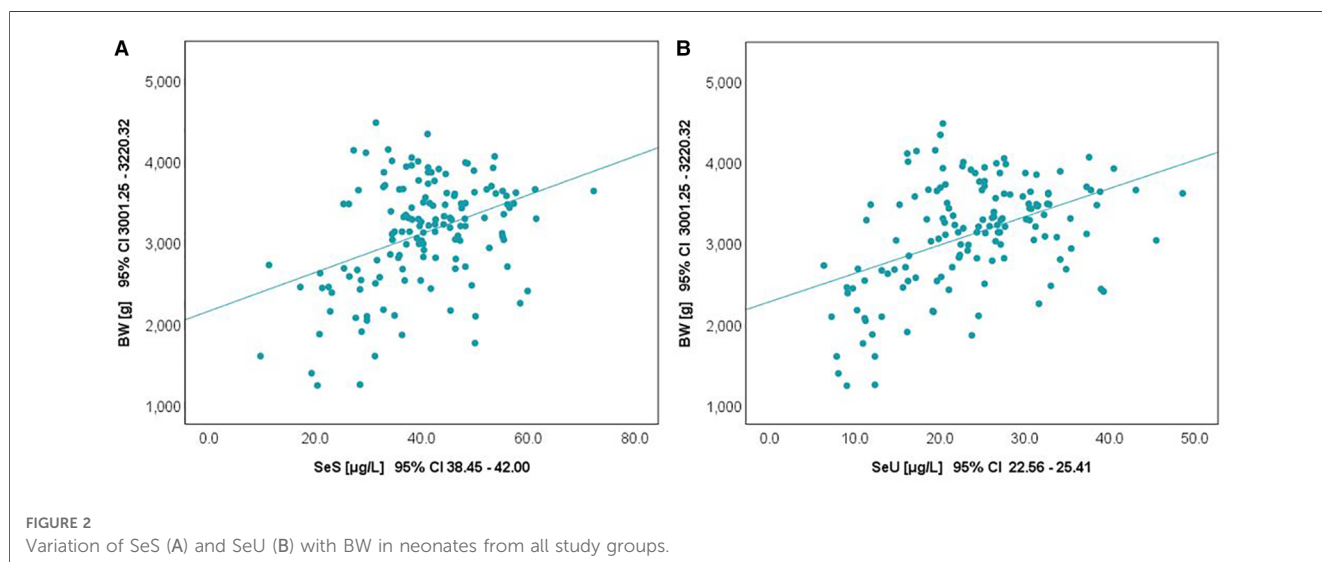 A
B
5,000
4,000
3,000
2,000
1,000
BW [g] 95% CI 3001.25 - 3220.32
0.0 20.0 40.0 60.0 80.0
SeS [µg/L] 95% CI 38.45 - 42.00
5,000
4,000
3,000
2,000
1,000
BW [g] 95% CI 3001.25 - 3220.32
0.0 10.0 20.0 30.0 40.0 50.0
SeU [µg/L] 95% CI 22.56 - 25.41
FIGURE 2
Variation of SeS (A) and SeU (B) with BW in neonates from all study groups.